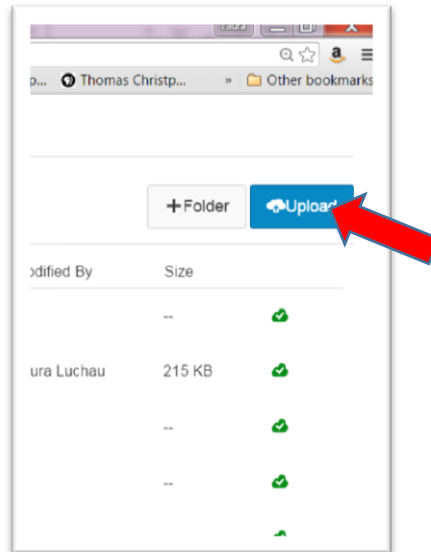 p... Thomas Christp... » Other bookmarks
+Folder Upload
odified By Size
--
ura Luchau 215 KB
--
--